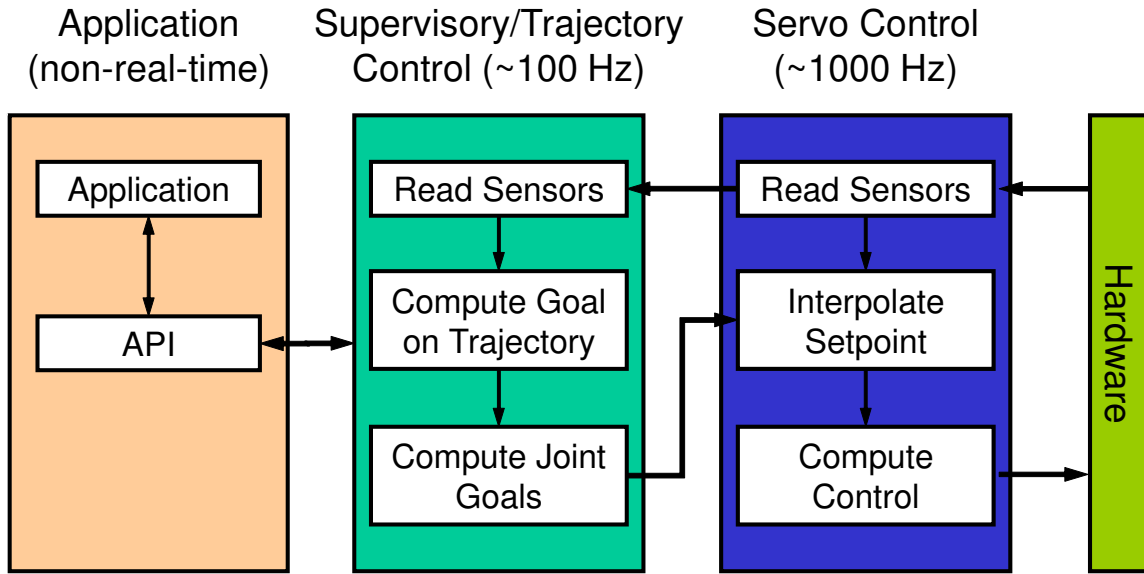 Application
(non-real-time)
Supervisory/Trajectory
Control (~100 Hz)
Servo Control
(~1000 Hz)
Application
API
Read Sensors
Compute Goal
on Trajectory
Compute Joint
Goals
Read Sensors
Interpolate
Setpoint
Compute
Control
Hardware